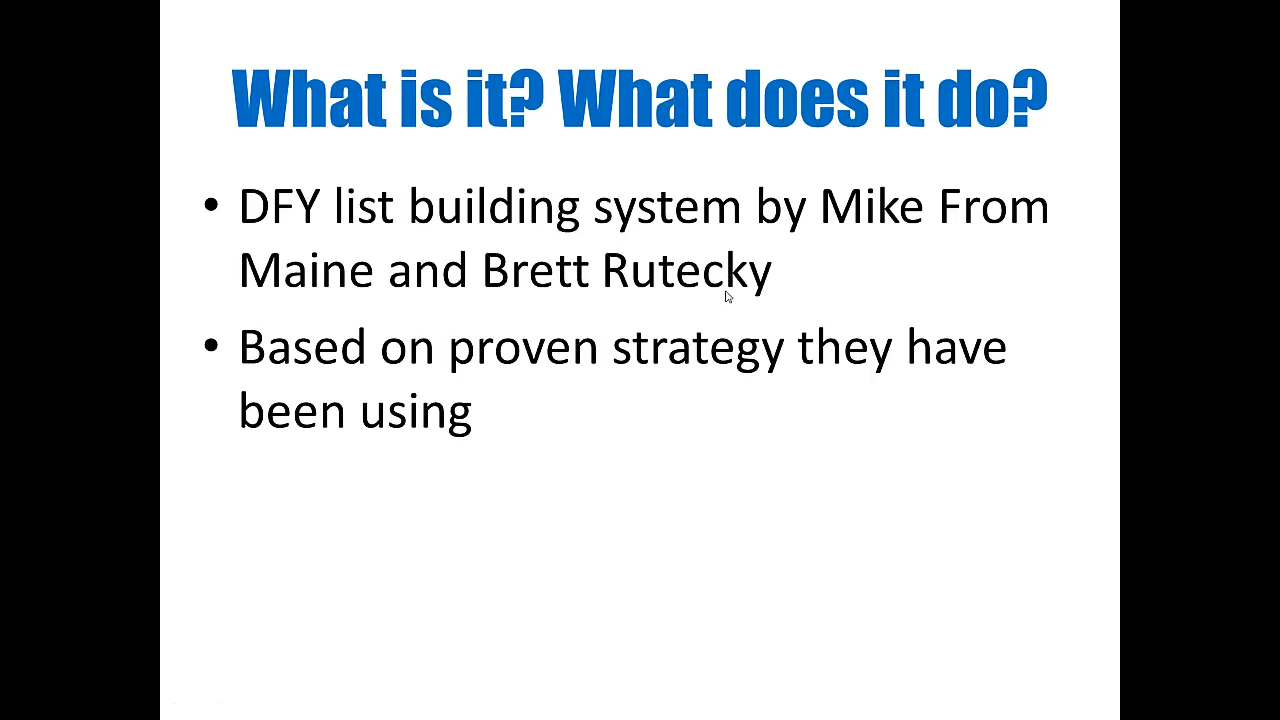 What is it? What does it do?
• DFY list building system by Mike From
Maine and Brett Rutecky
• Based on proven strategy they have
been using